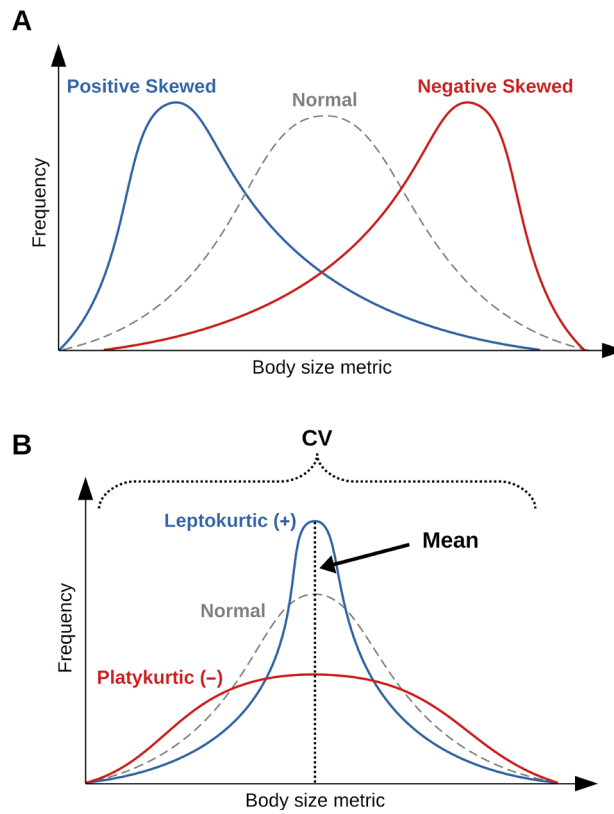 A
Positive Skewed
Normal
Negative Skewed
Frequency
Body size metric
B
CV
Leptokurtic (+)
Mean
Normal
Platykurtic (–)
Frequency
Body size metric